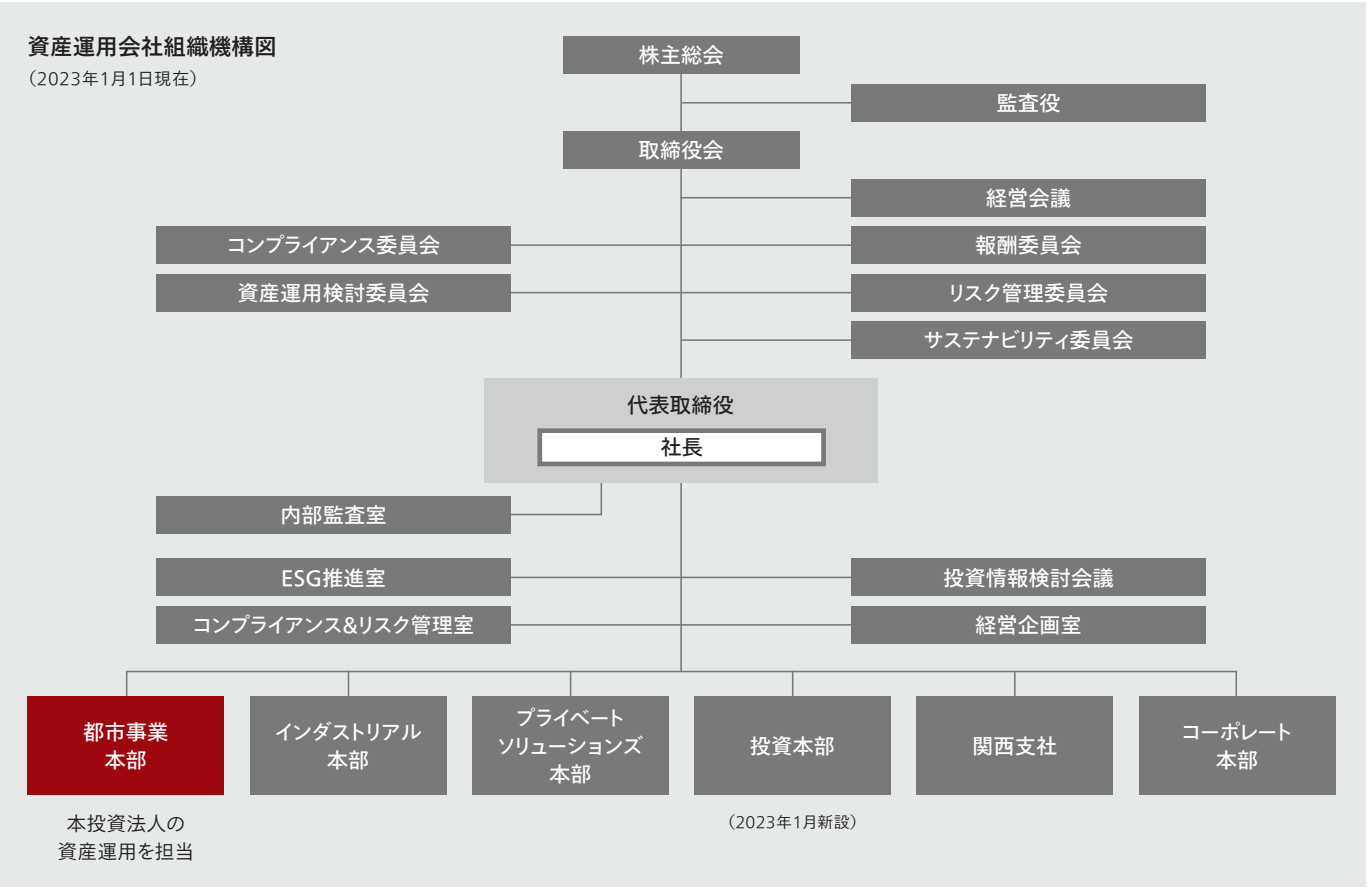 資産運用会社組織機構図
（2023年1月1日現在）
株主総会
監査役
取締役会
経営会議
コンプライアンス委員会
報酬委員会
資産運用検討委員会
リスク管理委員会
サステナビリティ委員会
代表取締役
社長
内部監査室
ESG推進室
投資情報検討会議
コンプライアンス&リスク管理室
経営企画室
都市事業
本部
インダストリアル
本部
プライベート
ソリューションズ
本部
投資本部
関西支社
コーポレート
本部
本投資法人の
資産運用を担当
（2023年1月新設）